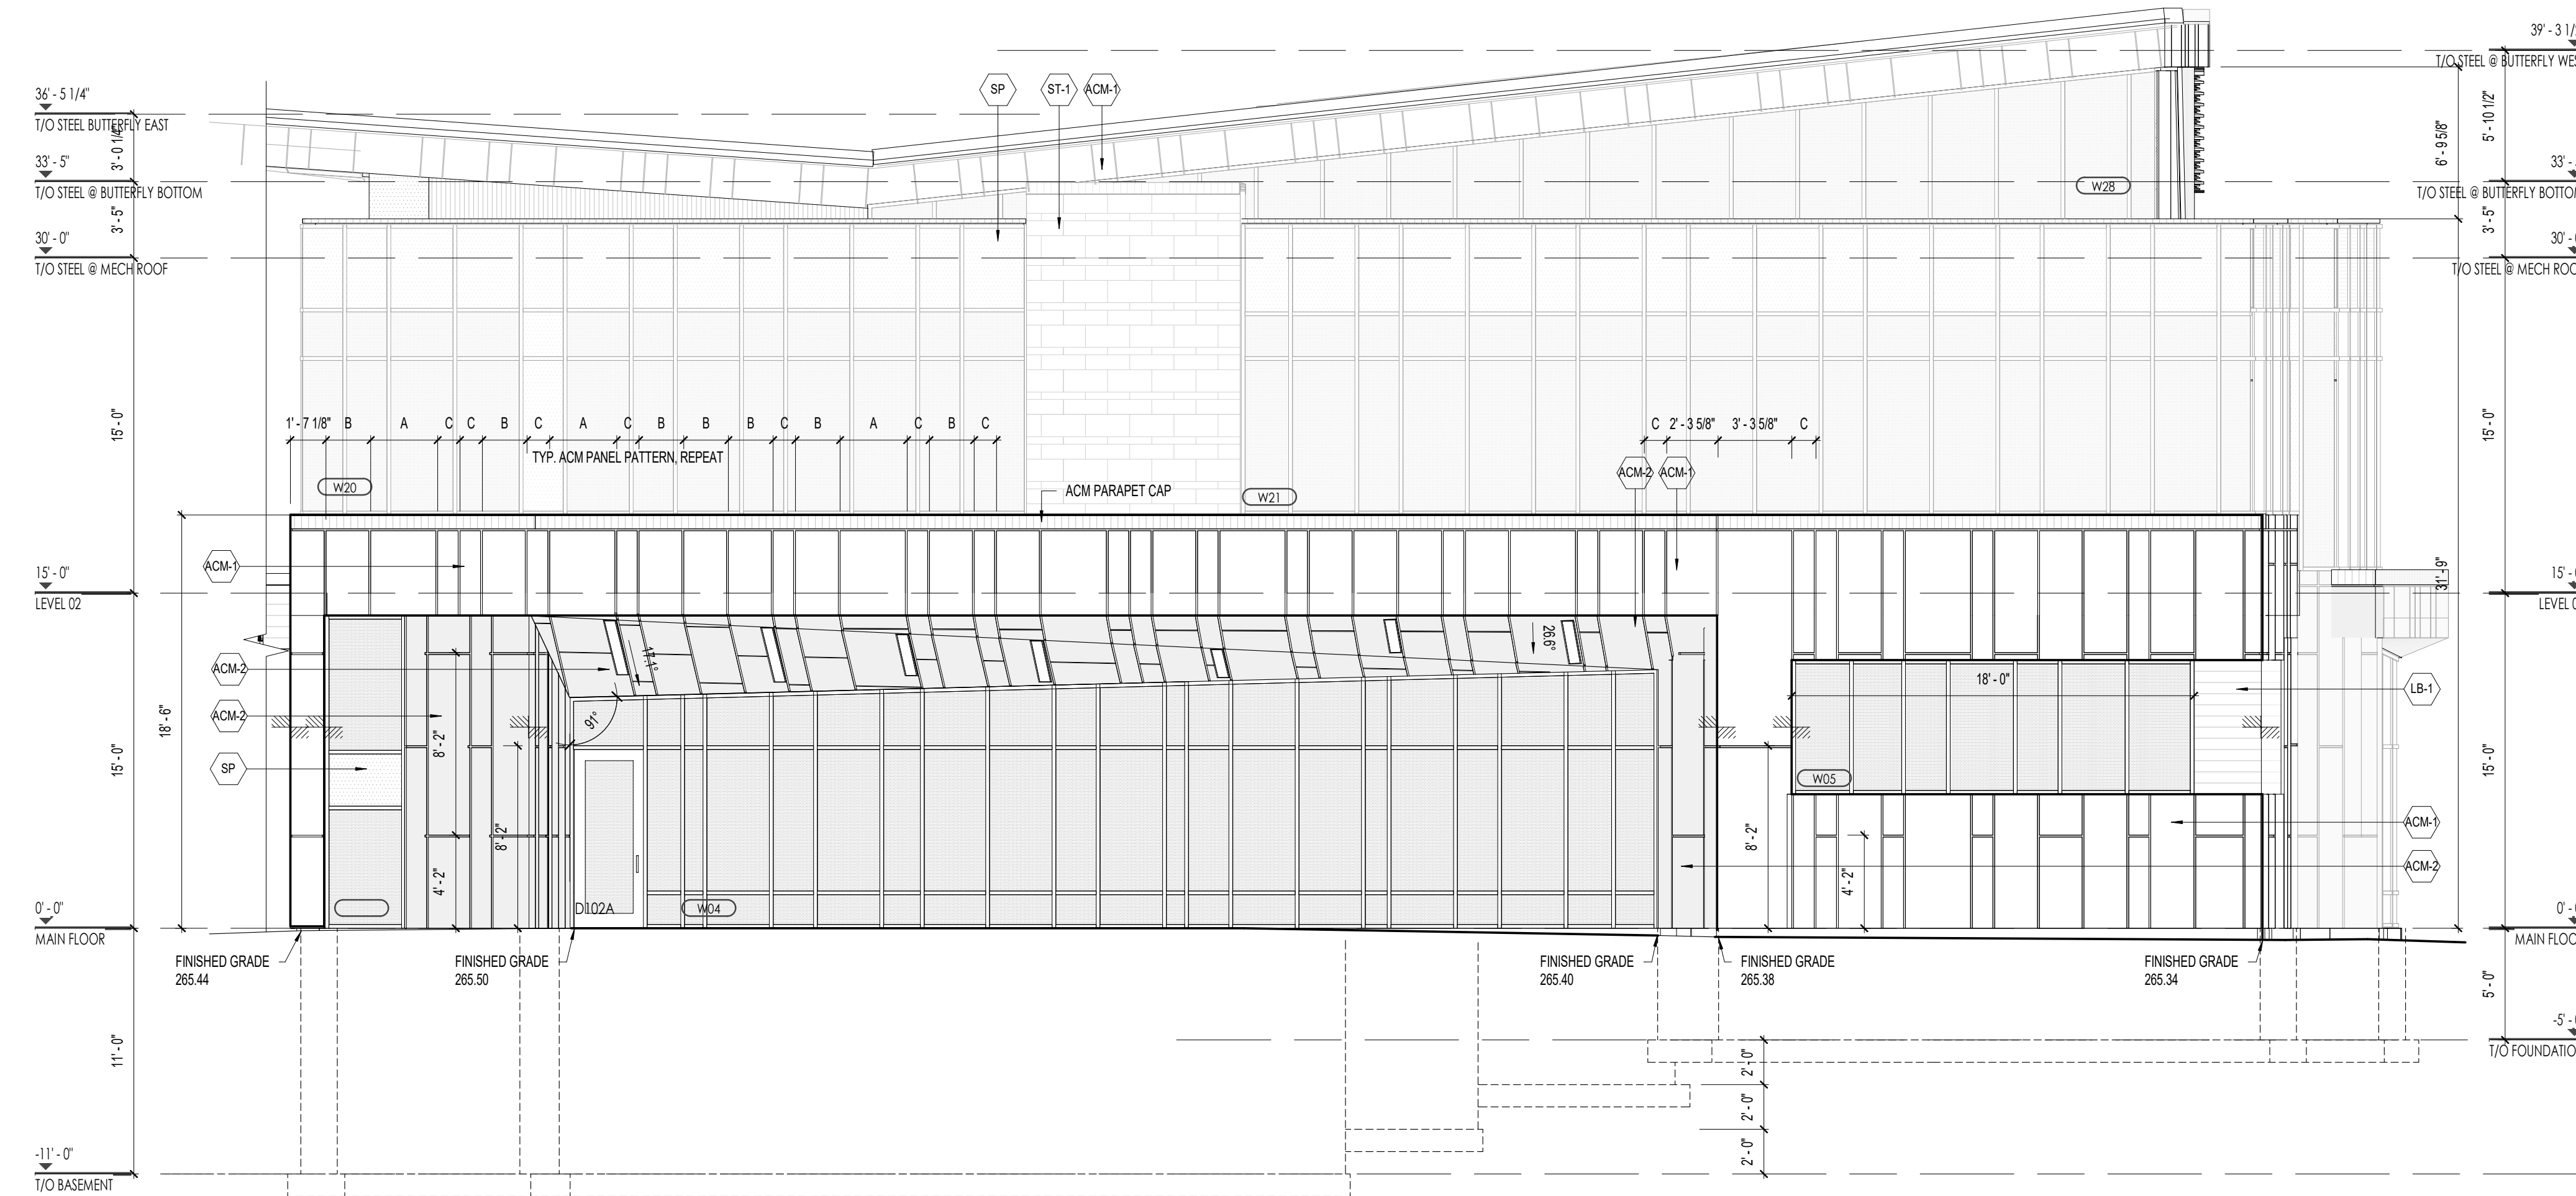 39' - 3 1/
T/O STEEL @ BUTTERFLY WES
36' - 5 1/4"
T/O STEEL BUTTERFLY EAST
SP
ST-1
ACM-1
3' - 0 1/4"
5' - 10 1/2"
6' - 9 5/8"
33' - 5"
T/O STEEL @ BUTTERFLY BOTTOM
W28
33' -
T/O STEEL @ BUTTERFLY BOTTOM
3' - 5"
3' - 5"
30' - 0"
T/O STEEL @ MECH ROOF
30' -
T/O STEEL @ MECH ROO
15' - 0"
15' - 0"
1' - 7 1/8" B A C C B C A C B B B C B A C B C
C 2' - 3 5/8" 3' - 3 5/8" C
TYP. ACM PANEL PATTERN, REPEAT
ACM-2
ACM-1
W20
ACM PARAPET CAP
W21
ACM-1
31' - 9"
15' - 0"
LEVEL 02
15' -
LEVEL 0
ACM-2
17.1°
26.6°
18' - 0"
LB-1
ACM-2
18' - 6"
91°
8' - 2"
15' - 0"
15' - 0"
SP
W05
8' - 2"
8' - 2"
ACM-1
4' - 2"
4' - 2"
ACM-2
0' - 0"
MAIN FLOOR
D102A
W04
0' -
MAIN FLOO
FINISHED GRADE
265.44
FINISHED GRADE
265.50
FINISHED GRADE
265.40
FINISHED GRADE
265.38
FINISHED GRADE
265.34
5' - 0"
-5' -
T/O FOUNDATIO
11' - 0"
2' - 0"
2' - 0"
2' - 0"
-11' - 0"
T/O BASEMENT